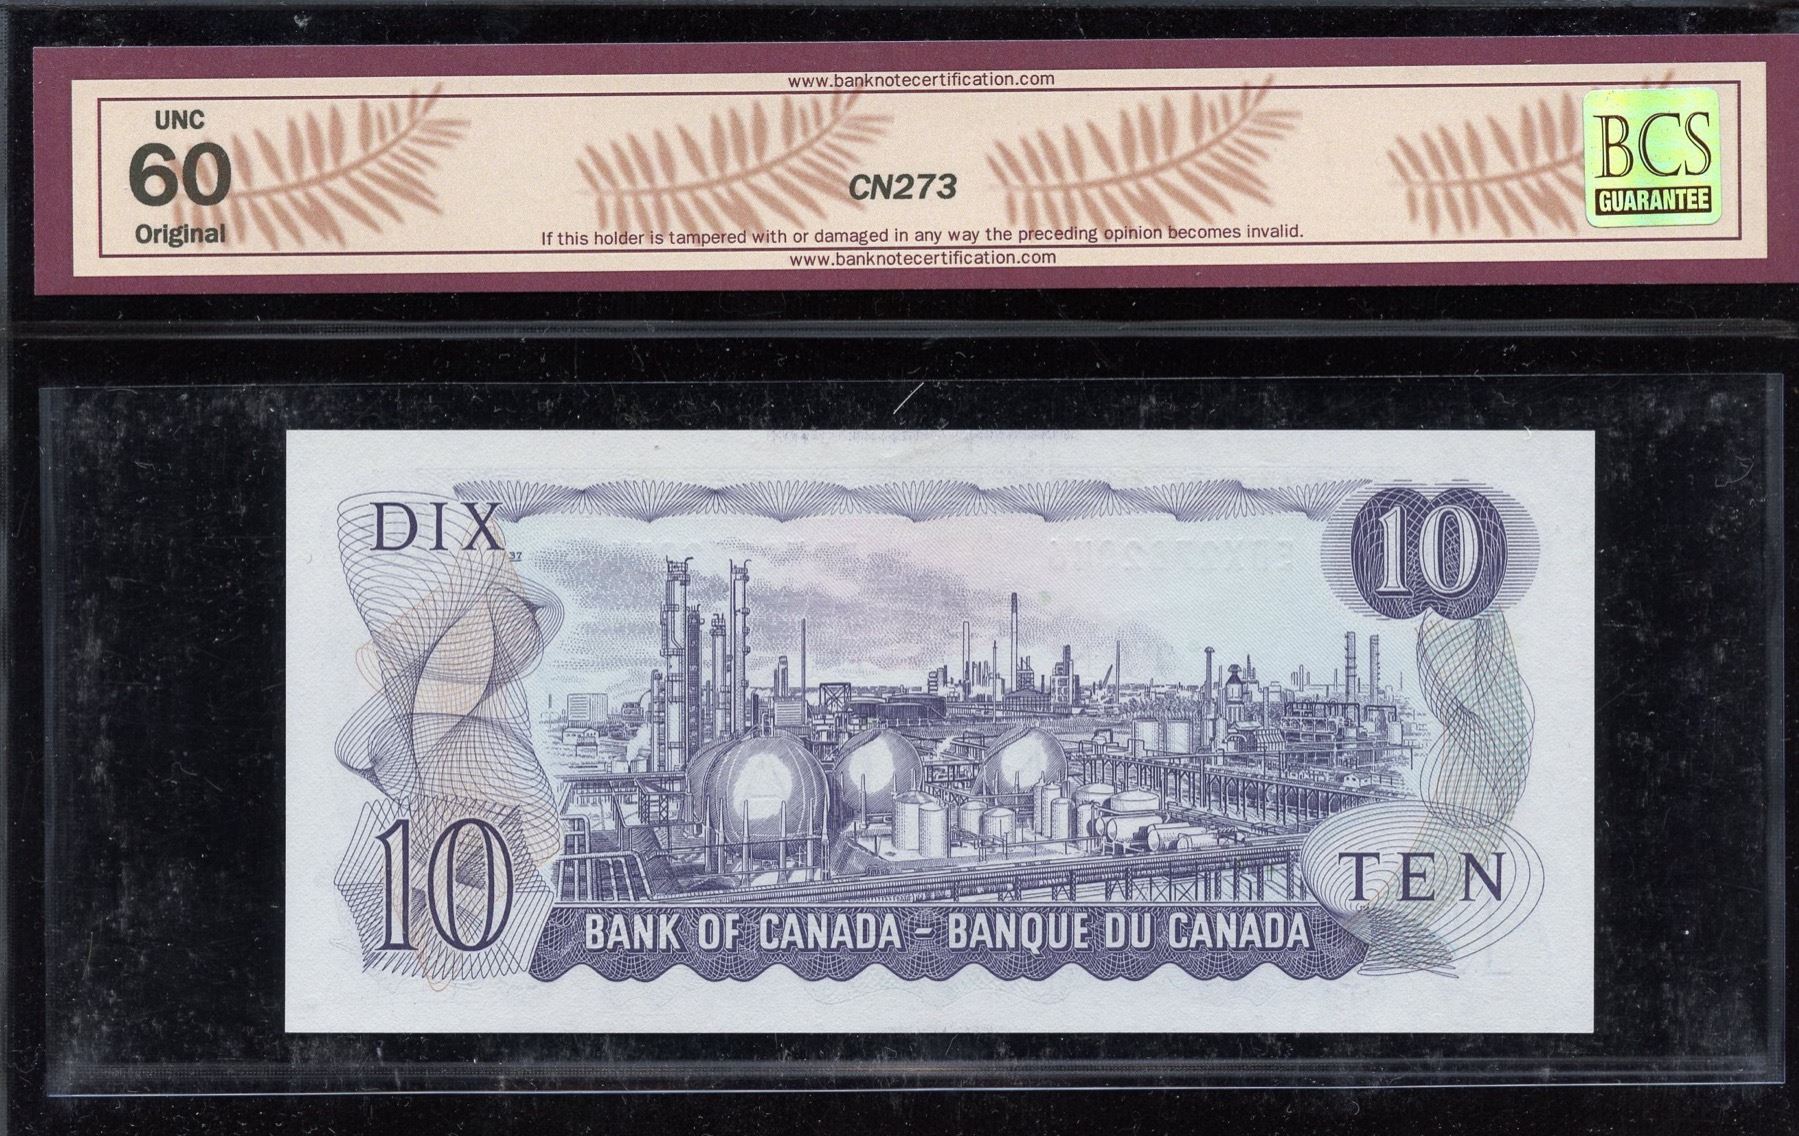 www.banknotecertification.com
UNC
60
Original
CN273
BCS
GUARANTEE
If this holder is tampered with or damaged in any way the preceding opinion becomes invalid.
www.banknotecertification.com
DIX
37
10
10
TEN
BANK OF CANADA – BANQUE DU CANADA